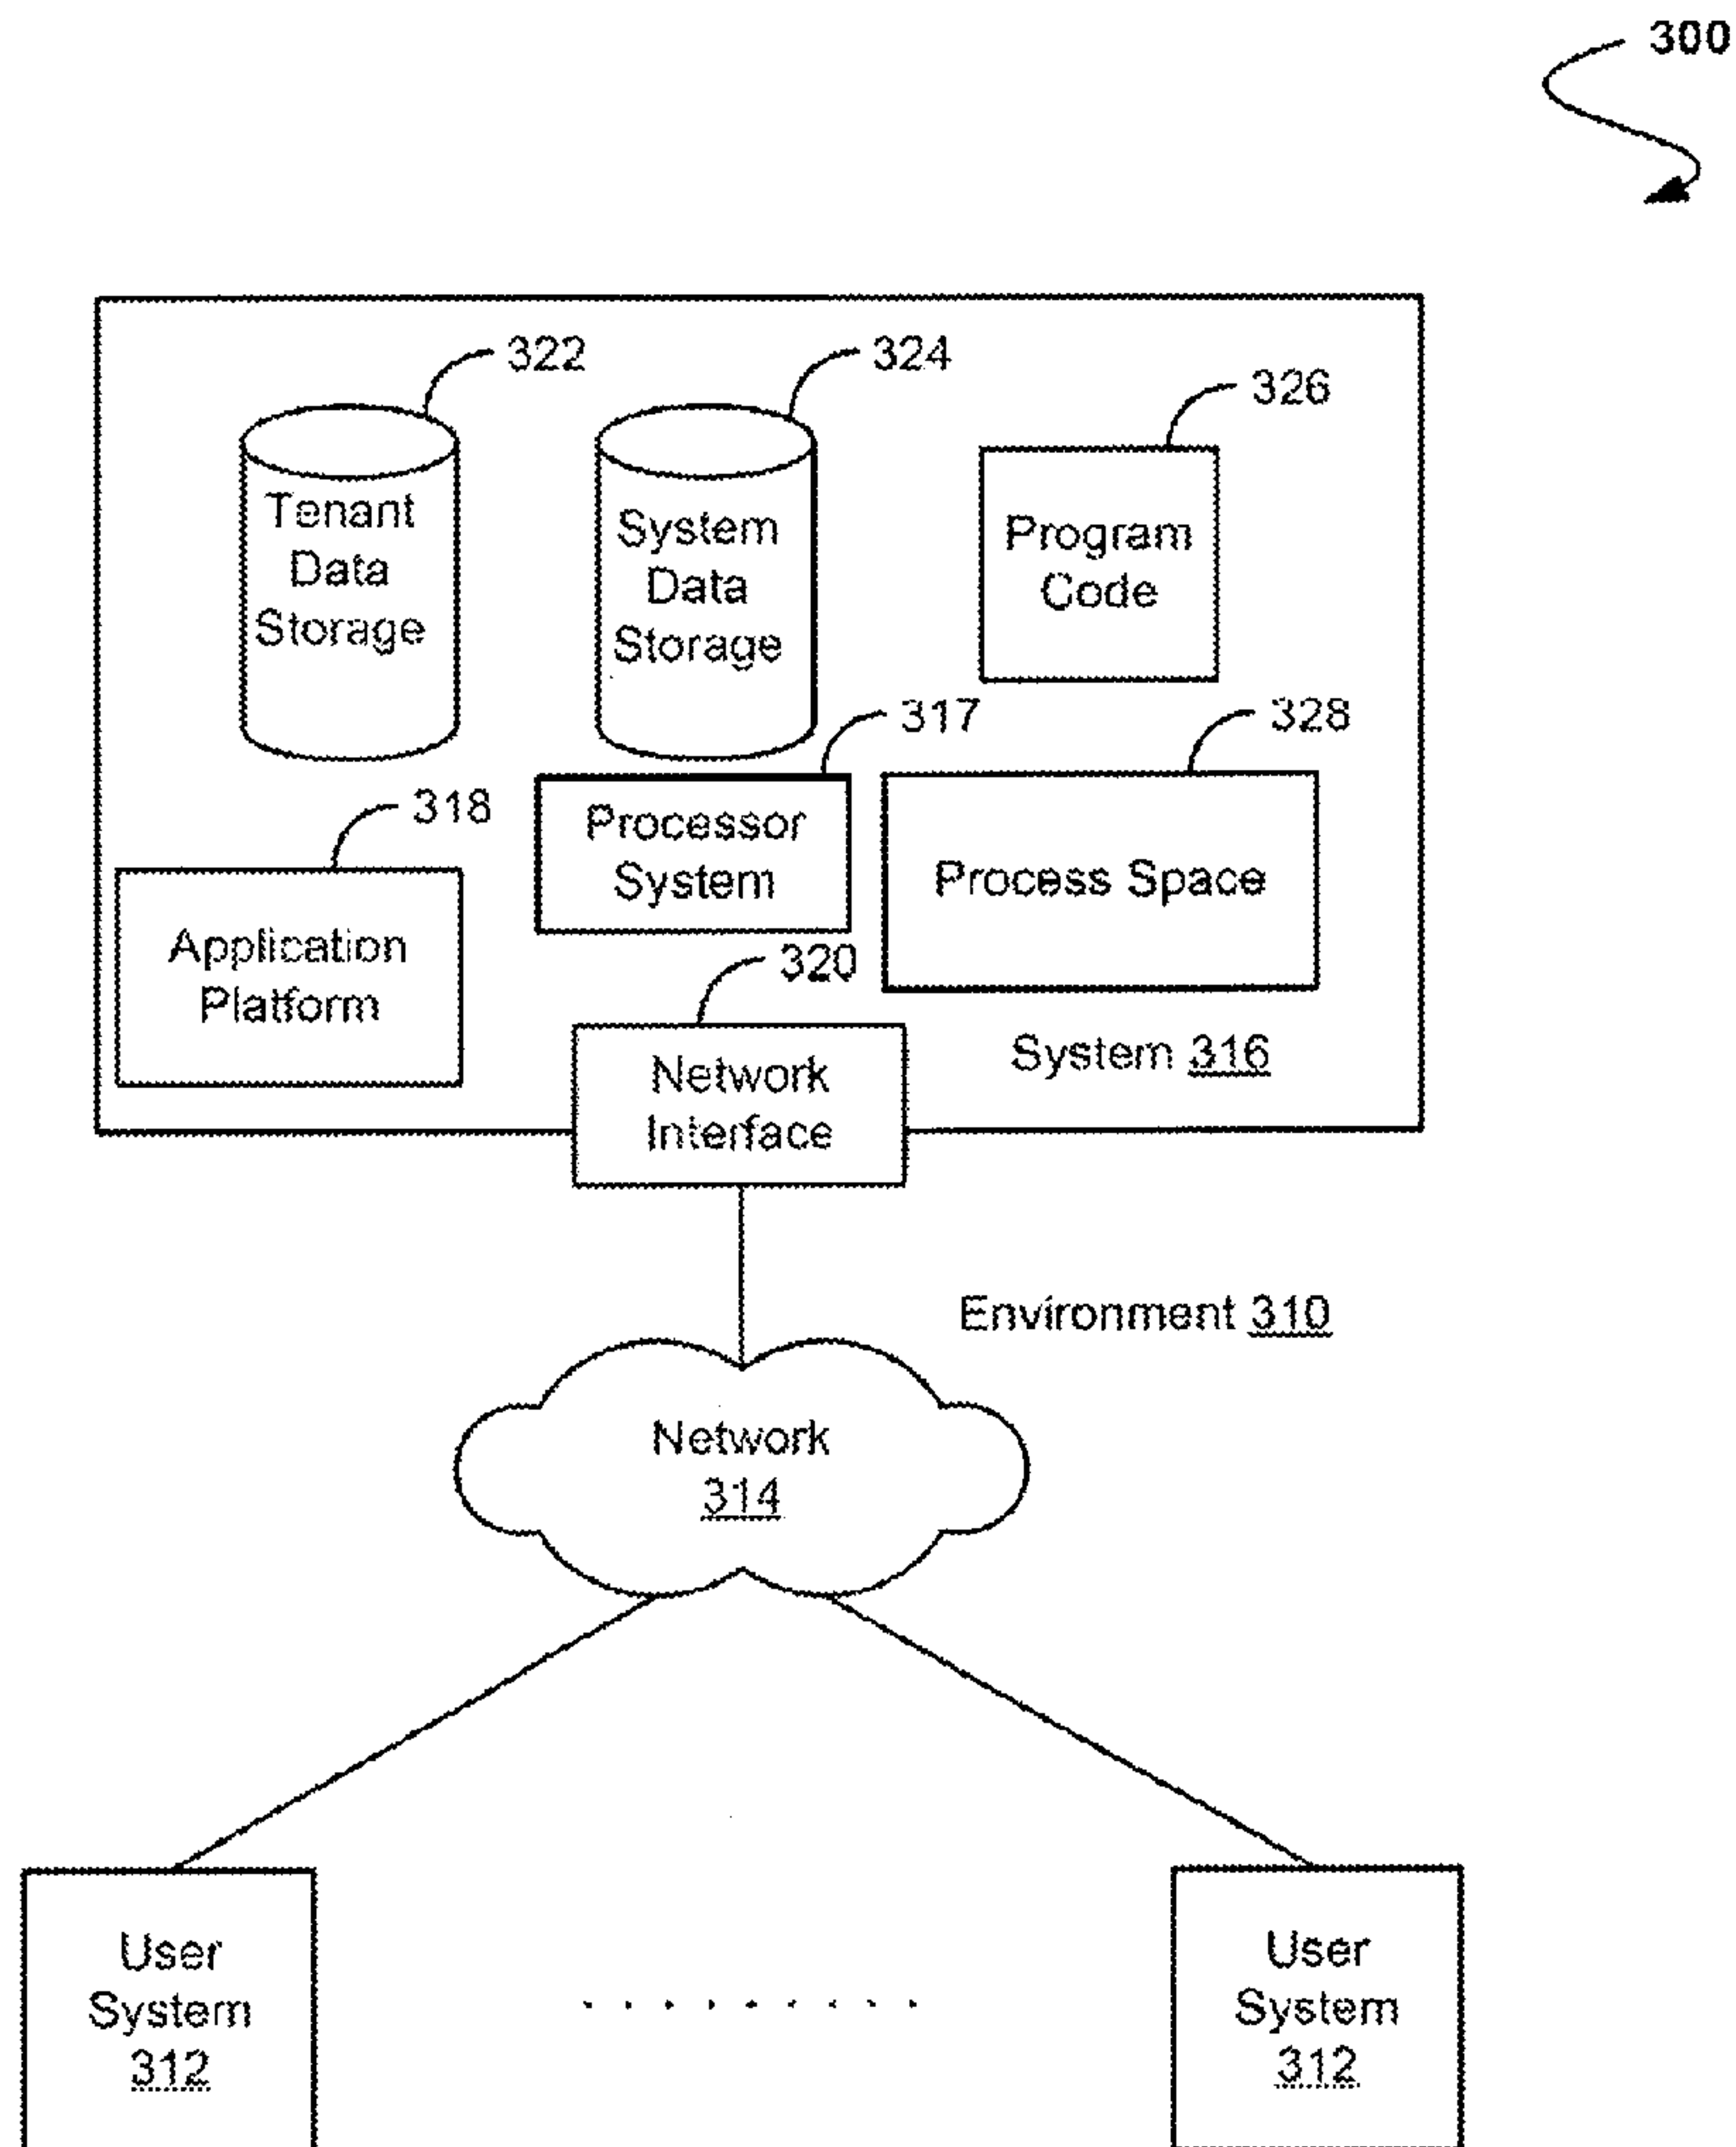 300
322
324
326
Tenant
Data
Storage
System
Data
Storage
Program
Code
317
328
318
Processor
System
Process Space
Application
Platform
320
Network
Interface
System 316
Environment 310
Network
314
User
System
312
User
System
312